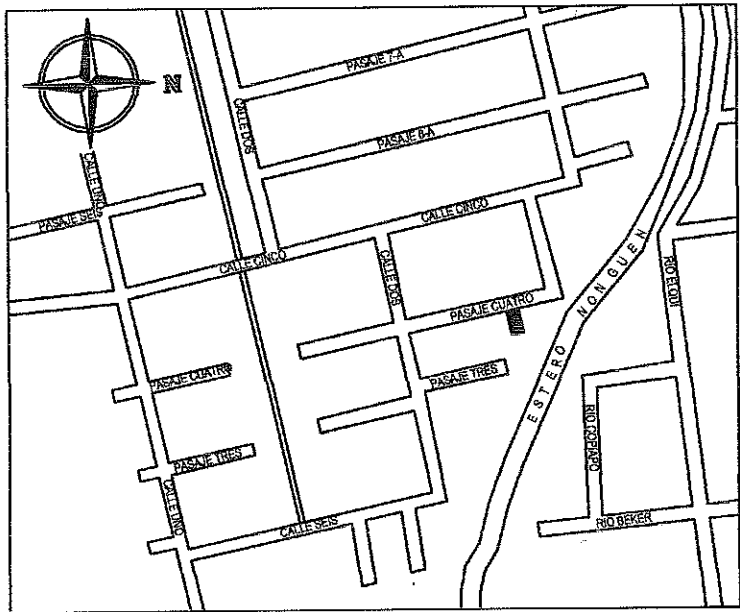 PASAJE 7-A
N
CALLE DOS
PASAJE 6-A
CALLE UNO
PASAJE SEIS
CALLE CINCO
CALLE CINCO
CALLE DOS
ESTERO NONGUEN
RIO ELQUI
PASAJE CUATRO
PASAJE CUATRO
PASAJE TRES
RIO COPIAPO
PASAJE TRES
CALLE UNO
CALLE SEIS
RIO BEKER